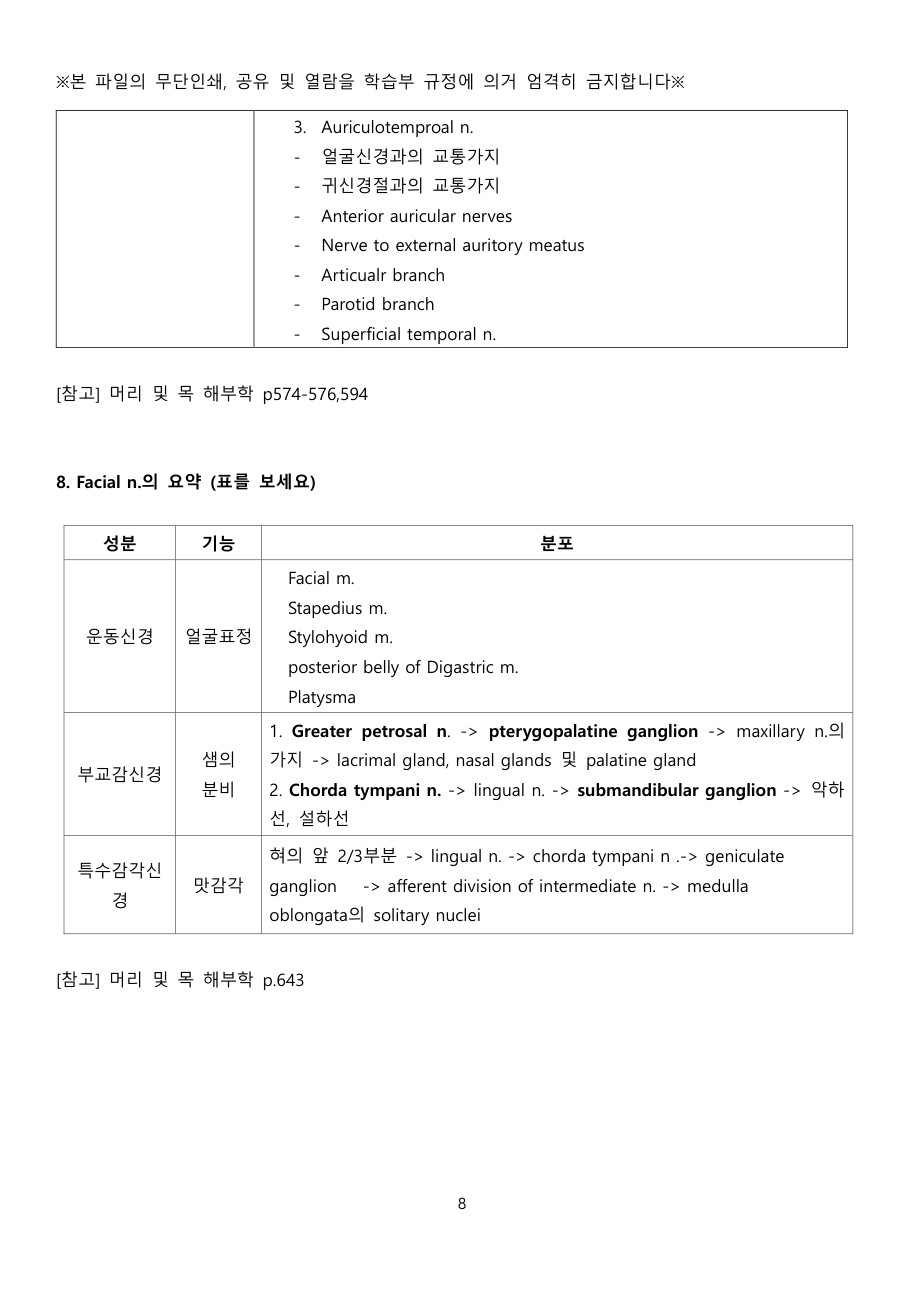 ※본 파일의 무단인쇄, 공유 및 열람을 학습부 규정에 의거 엄격히 금지합니다※
3. Auriculotemproal n.
- 얼굴신경과의 교통가지
- 귀신경절과의 교통가지
- Anterior auricular nerves
- Nerve to external auritory meatus
- Articualr branch
- Parotid branch
- Superficial temporal n.
[참고] 머리 및 목 해부학 p574-576,594
8. Facial n.의 요약 (표를 보세요)
성분 기능 분포
운동신경 얼굴표정
Facial m.
Stapedius m.
Stylohyoid m.
posterior belly of Digastric m.
Platysma
부교감신경
샘의
분비
1. Greater petrosal n. -> pterygopalatine ganglion -> maxillary n.의
가지 -> lacrimal gland, nasal glands 및 palatine gland
2. Chorda tympani n. -> lingual n. -> submandibular ganglion -> 악하
선, 설하선
특수감각신
경
맛감각
혀의 앞 2/3부분 -> lingual n. -> chorda tympani n .-> geniculate
ganglion -> afferent division of intermediate n. -> medulla
oblongata의 solitary nuclei
[참고] 머리 및 목 해부학 p.643
8